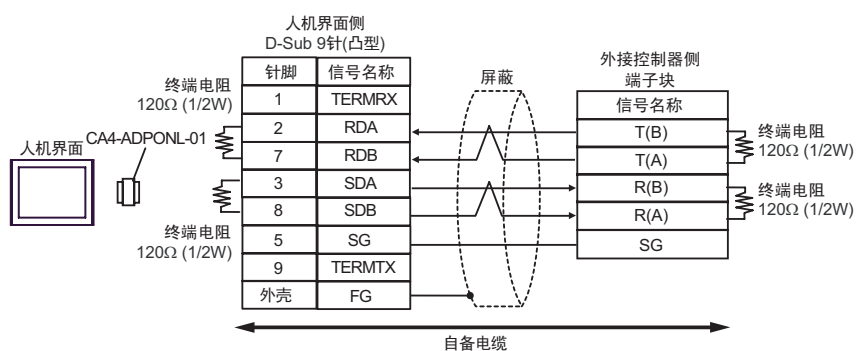 人机界面侧
D-Sub 9针(凸型)
外接控制器侧
端子块
屏蔽
针脚 信号名称
信号名称
终端电阻
120Ω (1/2W)
1 TERMRX
2 RDA
7 RDB
3 SDA
8 SDB
5 SG
9 TERMTX
外壳 FG
T(B)
T(A)
R(B)
R(A)
SG
终端电阻
120Ω (1/2W)
终端电阻
120Ω (1/2W)
人机界面
CA4-ADPONL-01
终端电阻
120Ω (1/2W)
自备电缆